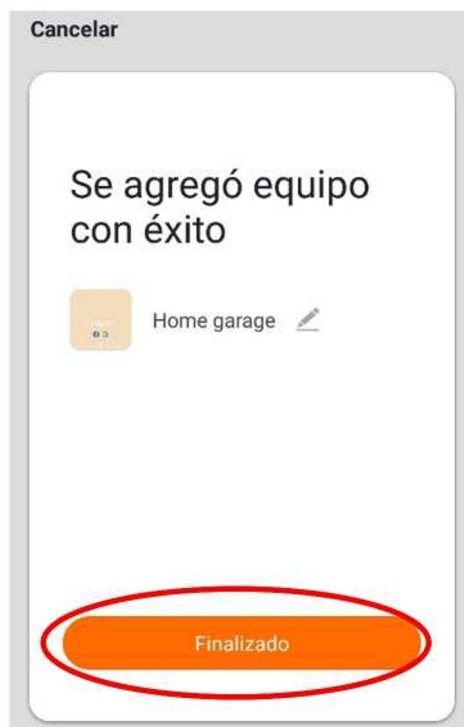 Cancelar
Se agregó equipo
con éxito
Home garage
Finalizado